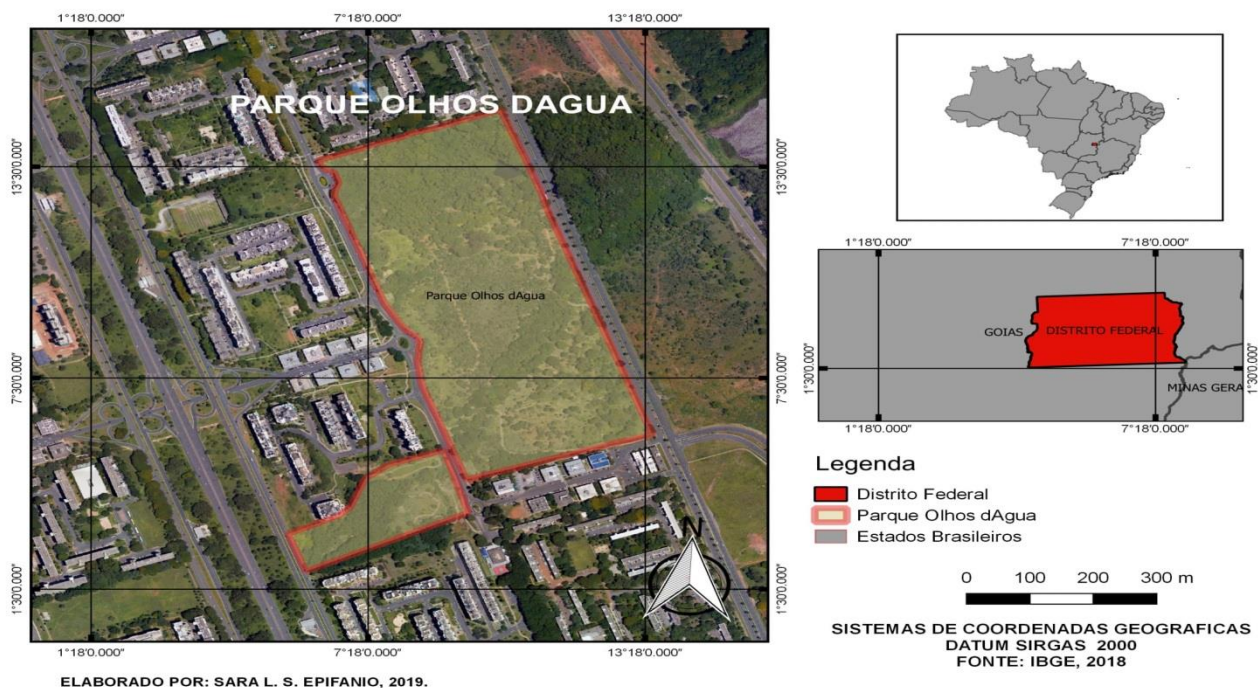 1°18'0.000"
7°18'0.000"
13°18'0.000"
PARQUE OLHOS DAGUA
13°30'0.000"
13°30'0.000"
Parque Olhos dAgua
7°30'0.000"
7°30'0.000"
1°30'0.000"
1°30'0.000"
N
1°18'0.000"
7°18'0.000"
13°18'0.000"
ELABORADO POR: SARA L. S. EPIFANIO, 2019.
1°18'0.000"
7°18'0.000"
GOIAS
DISTRITO FEDERAL
MINAS GERA
1°30'0.000"
1°30'0.000"
1°18'0.000"
7°18'0.000"
Legenda
Distrito Federal
Parque Olhos dAgua
Estados Brasileiros
0 100 200 300 m
SISTEMAS DE COORDENADAS GEOGRAFICAS
DATUM SIRGAS 2000
FONTE: IBGE, 2018